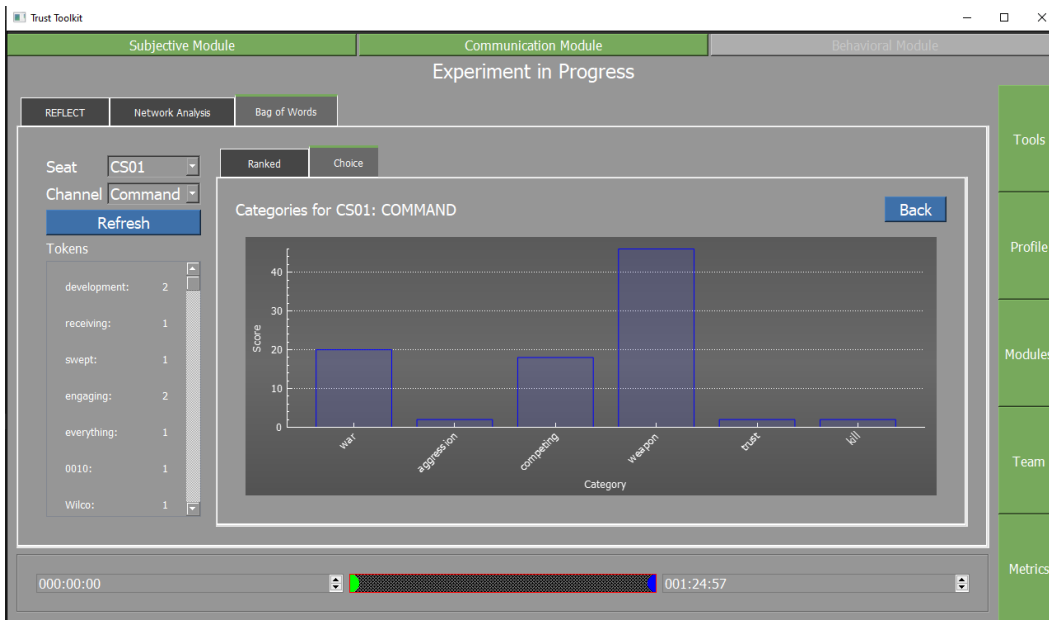 Trust Toolkit
Subjective Module
Communication Module
Behavioral Module
Experiment in Progress
REFLECT
Network Analysis
Bag of Words
Seat
CS01
Channel
Command
Refresh
Tokens
development: 2
receiving: 1
swept: 1
engaging: 2
everything: 1
0010: 1
Wilco: 1
Ranked
Choice
Categories for CS01: COMMAND
Back
Score
40
30
20
10
0
war
aggression
competing
weapon
trust
kill
Category
000:00:00
001:24:57
Tools
Profile
Modules
Team
Metrics